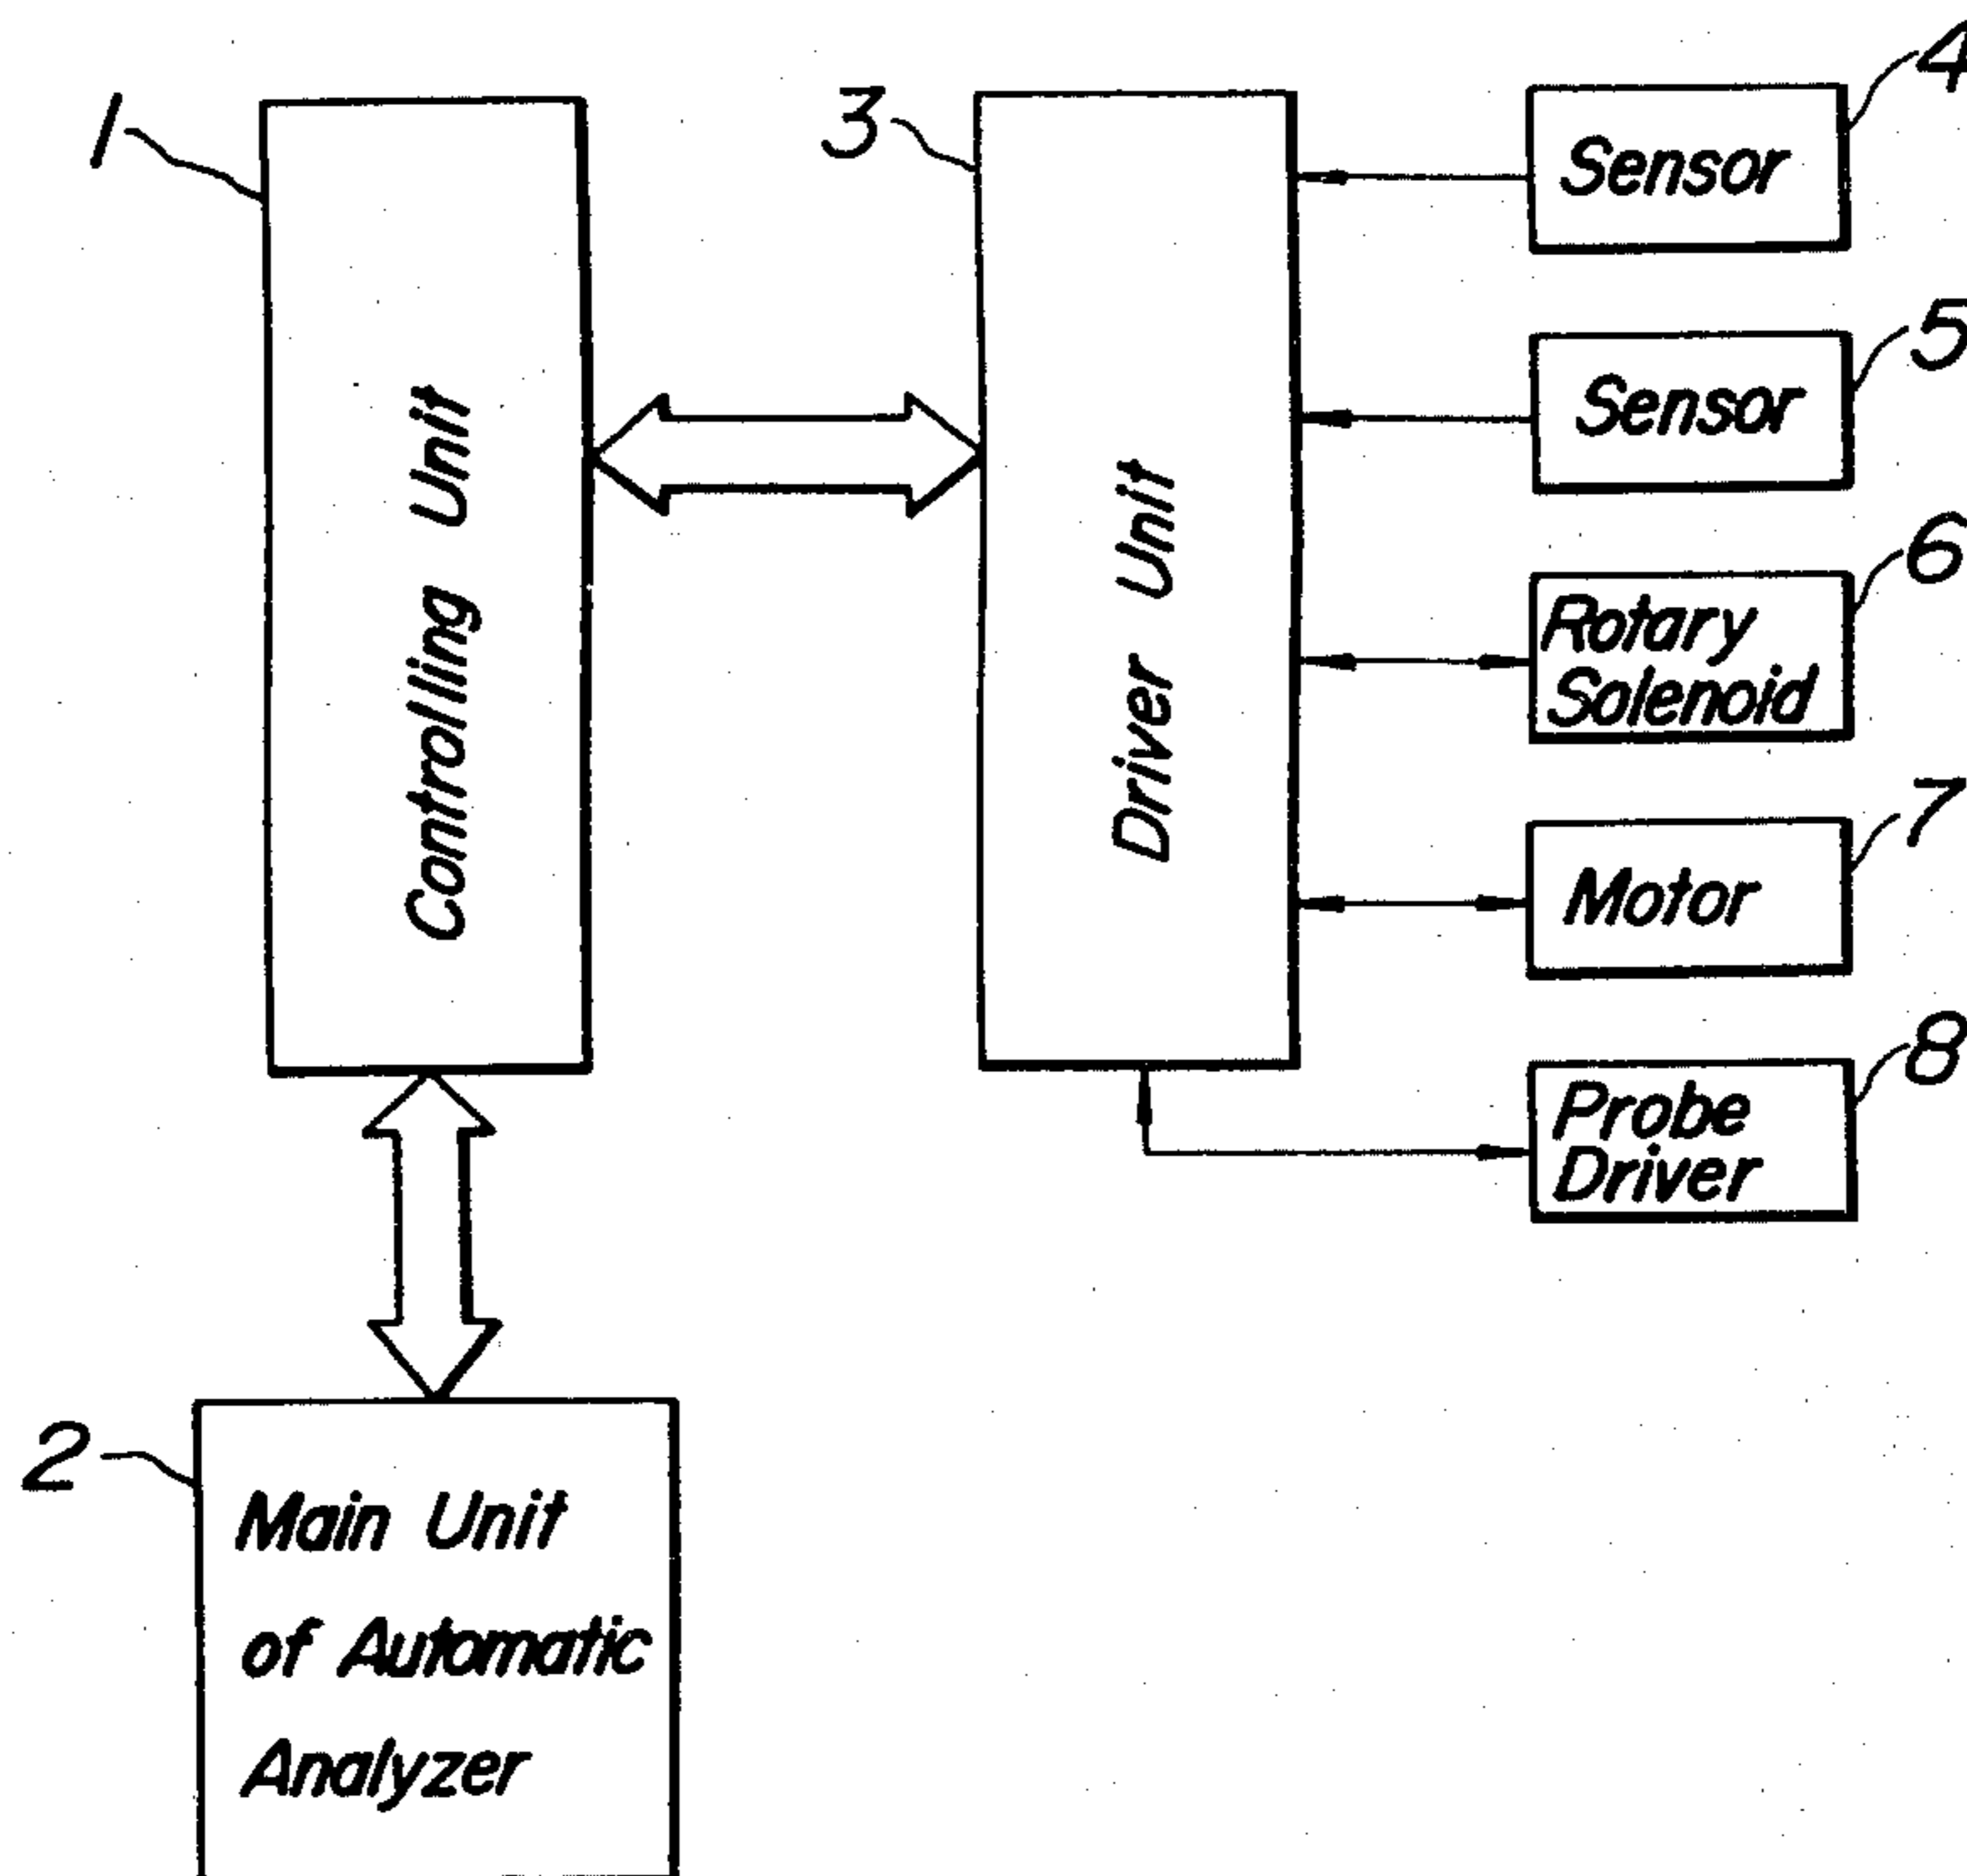 1
Controlling Unit
3
Driver Unit
4
Sensor
5
Sensor
6
Rotary
Solenoid
7
Motor
8
Probe
Driver
2
Main Unit
of Automatic
Analyzer